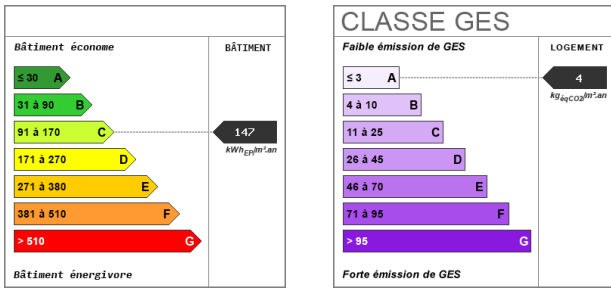 Bâtiment économe
BÂTIMENT
≤ 30 A
31 à 90 B
91 à 170 C
147
kWhEP/m².an
171 à 270 D
271 à 380 E
381 à 510 F
> 510 G
Bâtiment énergivore
CLASSE GES
Faible émission de GES
LOGEMENT
≤ 3 A
4
kgéqCO2/m².an
4 à 10 B
11 à 25 C
26 à 45 D
46 à 70 E
71 à 95 F
> 95 G
Forte émission de GES